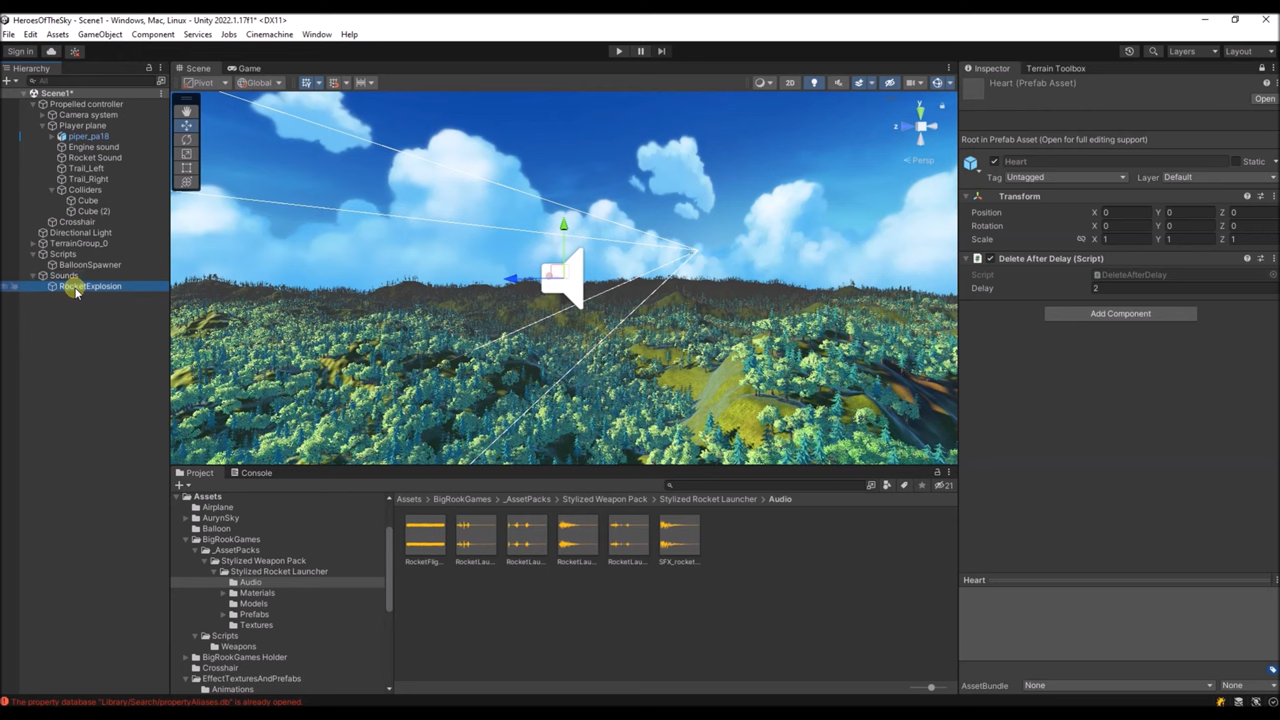 HeroesOfTheSky - Scene1 - Windows, Mac, Linux - Unity 2022.1.17f1* <DX11>
File Edit Assets GameObject Component Services Jobs Cinemachine Window Help
Sign in Layers Layout
Hierarchy Scene Game Inspector Terrain Toolbox
All Pivot Global 2D Heart (Prefab Asset)
Scene1* Open
Propelled controller
Camera system
Player plane
piper_pa18
Engine sound
Rocket Sound
Trail_Left
Trail_Right
Colliders
Cube
Cube (2)
Crosshair
Directional Light
TerrainGroup_0
Scripts
BalloonSpawner
Sounds
RocketExplosion
y
z
Persp
Root in Prefab Asset (Open for full editing support)
Heart Static
Tag Untagged Layer Default
Transform
Position X 0 Y 0 Z 0
Rotation X 0 Y 0 Z 0
Scale X 1 Y 1 Z 1
Delete After Delay (Script)
Script DeleteAfterDelay
Delay 2
Add Component
Project Console
21
Assets
Airplane
AurynSky
Balloon
BigRookGames
_AssetPacks
Stylized Weapon Pack
Stylized Rocket Launcher
Audio
Materials
Models
Prefabs
Textures
Scripts
Weapons
BigRookGames Holder
Crosshair
EffectTexturesAndPrefabs
Animations
Assets BigRookGames _AssetPacks Stylized Weapon Pack Stylized Rocket Launcher Audio
RocketFlig... RocketLau... RocketLau... RocketLau... RocketLau... SFX_rocket...
Heart
AssetBundle None None
The property database "Library/Search/propertyAliases.db" is already opened.